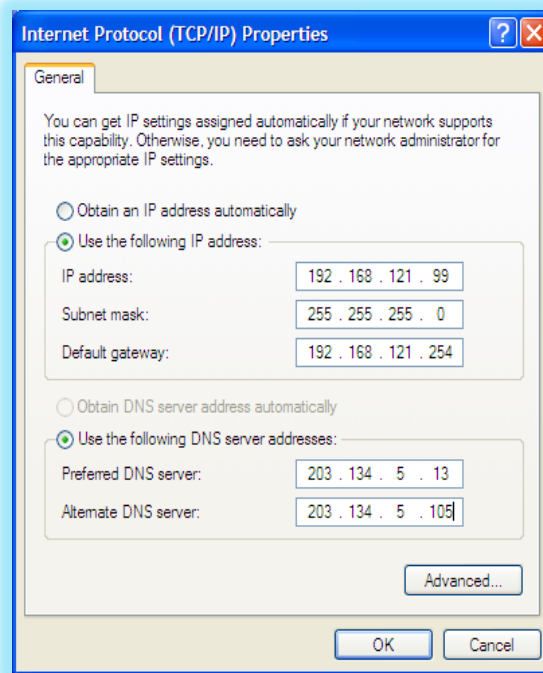 Internet Protocol (TCP/IP) Properties
General
You can get IP settings assigned automatically if your network supports
this capability. Otherwise, you need to ask your network administrator for
the appropriate IP settings.
Obtain an IP address automatically
Use the following IP address:
IP address: 192 . 168 . 121 . 99
Subnet mask: 255 . 255 . 255 . 0
Default gateway: 192 . 168 . 121 . 254
Obtain DNS server address automatically
Use the following DNS server addresses:
Preferred DNS server: 203 . 134 . 5 . 13
Alternate DNS server: 203 . 134 . 5 . 105
Advanced...
OK Cancel